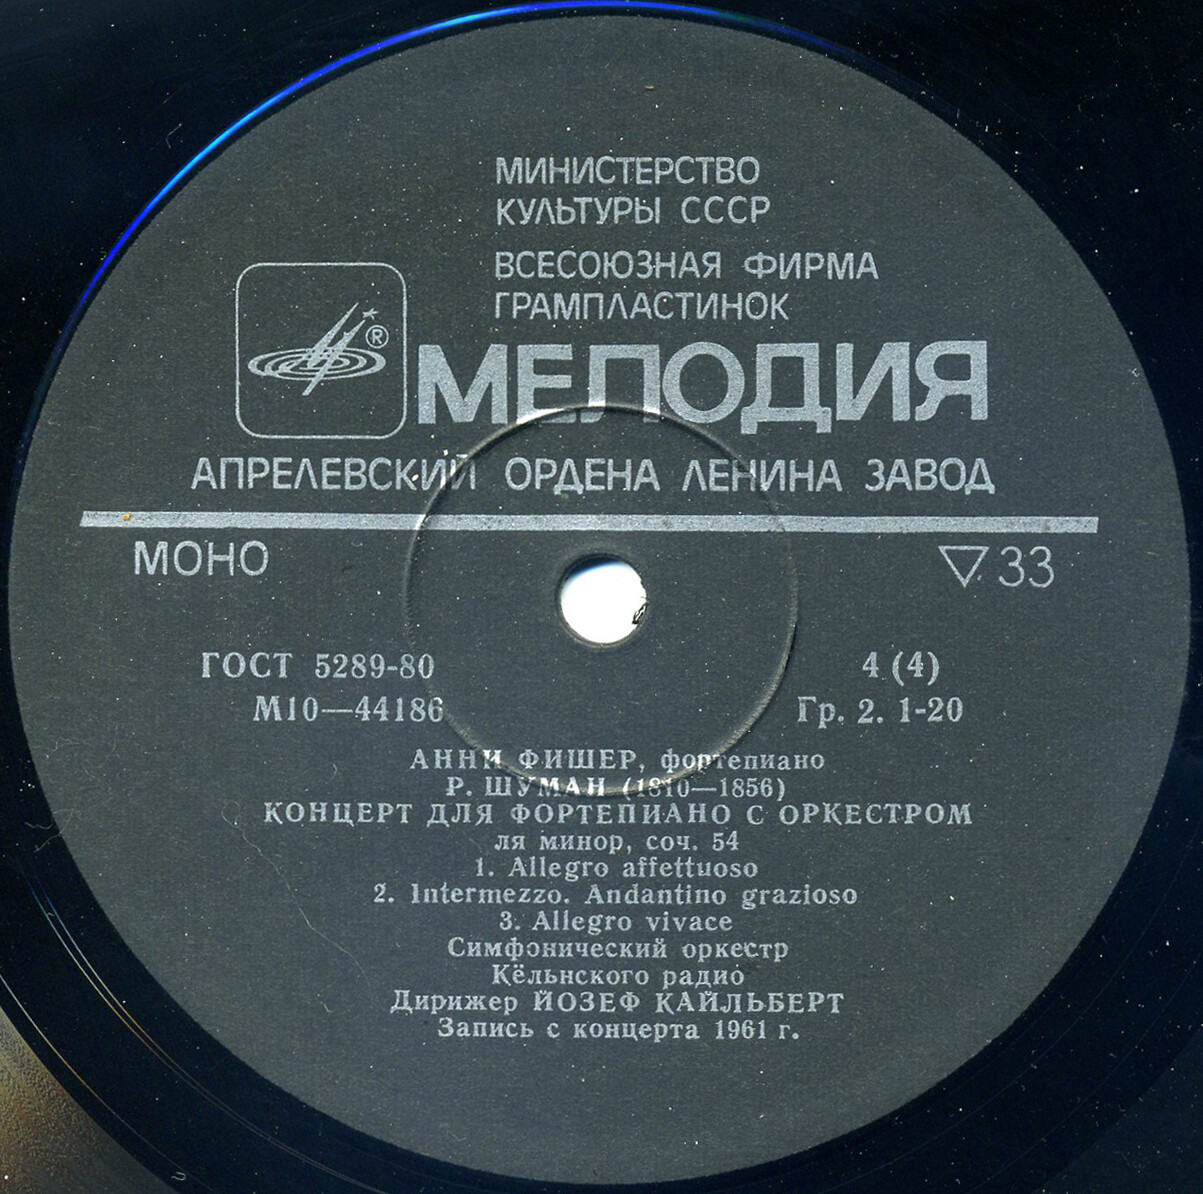 МИНИСТЕРСТВО
КУЛЬТУРЫ СССР
ВСЕСОЮЗНАЯ ФИРМА
ГРАМПЛАСТИНОК
®
МЕЛОДИЯ
АПРЕЛЕВСКИЙ ОРДЕНА ЛЕНИНА ЗАВОД
МОНО
▽33
ГОСТ 5289-80
4 (4)
М10—44186
Гр. 2. 1-20
АННИ ФИШЕР, фортепиано
Р. ШУМАН (1810—1856)
КОНЦЕРТ ДЛЯ ФОРТЕПИАНО С ОРКЕСТРОМ
ля минор, соч. 54
1. Allegro affettuoso
2. Intermezzo. Andantino grazioso
3. Allegro vivace
Симфонический оркестр
Кёльнского радио
Дирижер ЙОЗЕФ КАЙЛЬБЕРТ
Запись с концерта 1961 г.